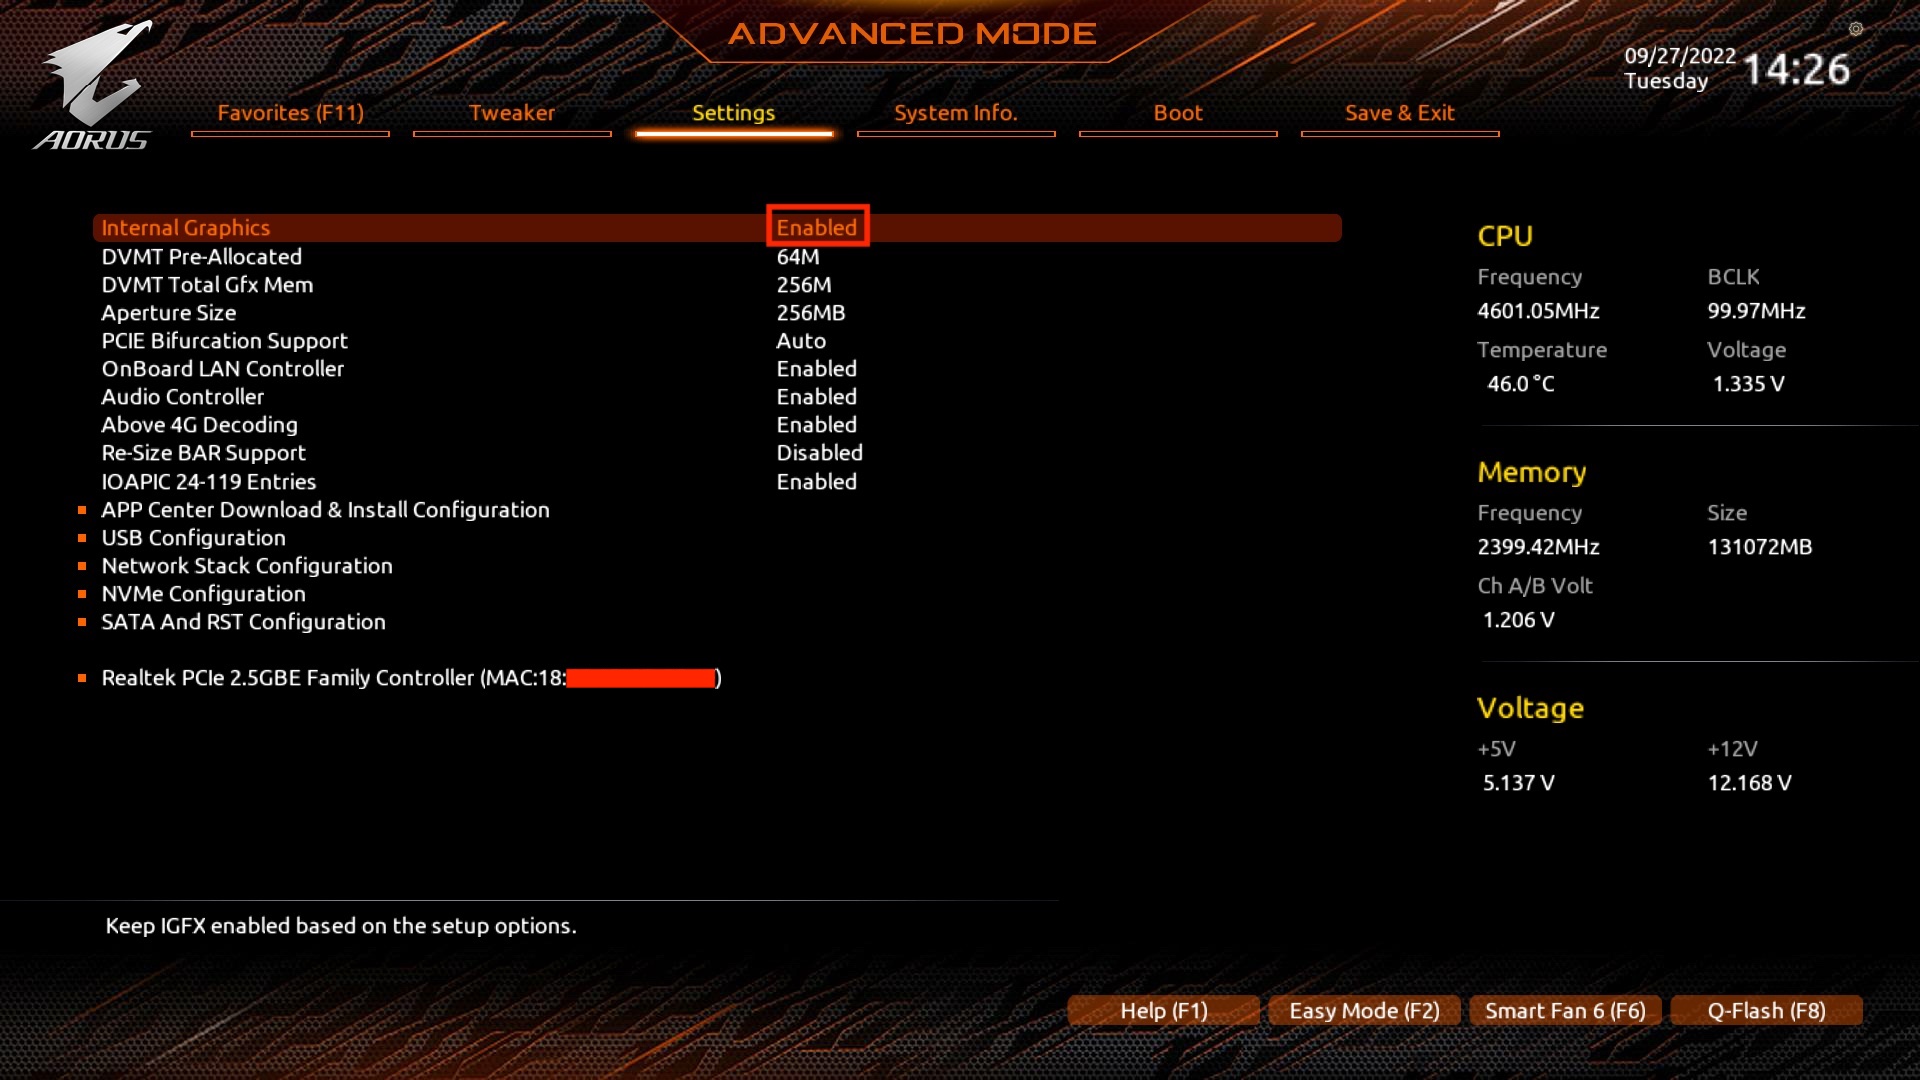 ADVANCED MODE
09/27/2022
Tuesday
14:26
AORUS
Favorites (F11)
Tweaker
Settings
System Info.
Boot
Save & Exit
Internal Graphics Enabled
DVMT Pre-Allocated 64M
DVMT Total Gfx Mem 256M
Aperture Size 256MB
PCIE Bifurcation Support Auto
OnBoard LAN Controller Enabled
Audio Controller Enabled
Above 4G Decoding Enabled
Re-Size BAR Support Disabled
IOAPIC 24-119 Entries Enabled
APP Center Download & Install Configuration
USB Configuration
Network Stack Configuration
NVMe Configuration
SATA And RST Configuration
Realtek PCIe 2.5GBE Family Controller (MAC:18: )
CPU
Frequency BCLK
4601.05MHz 99.97MHz
Temperature Voltage
46.0 °C 1.335 V
Memory
Frequency Size
2399.42MHz 131072MB
Ch A/B Volt
1.206 V
Voltage
+5V +12V
5.137 V 12.168 V
Keep IGFX enabled based on the setup options.
Help (F1)
Easy Mode (F2)
Smart Fan 6 (F6)
Q-Flash (F8)